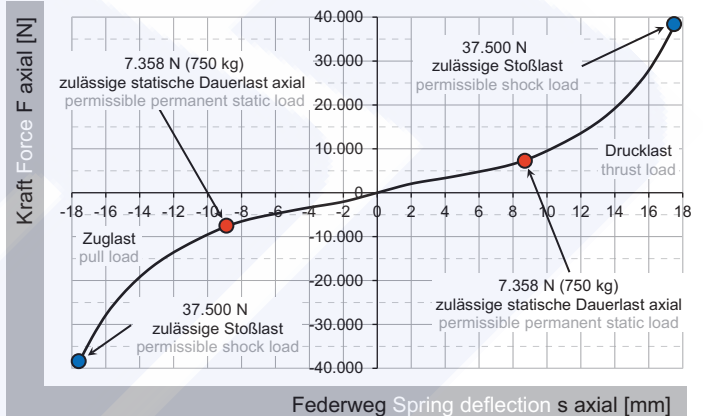 Kraft Force F axial [N]
40.000
30.000
20.000
10.000
0
-10.000
-20.000
-30.000
-40.000
-18 -16 -14 -12 -10 -8 -6 -4 -2 0 2 4 6 8 10 12 14 16 18
7.358 N (750 kg)
zulässige statische Dauerlast axial
permissible permanent static load
37.500 N
zulässige Stoßlast
permissible shock load
Drucklast
thrust load
Zuglast
pull load
37.500 N
zulässige Stoßlast
permissible shock load
7.358 N (750 kg)
zulässige statische Dauerlast axial
permissible permanent static load
Federweg Spring deflection s axial [mm]